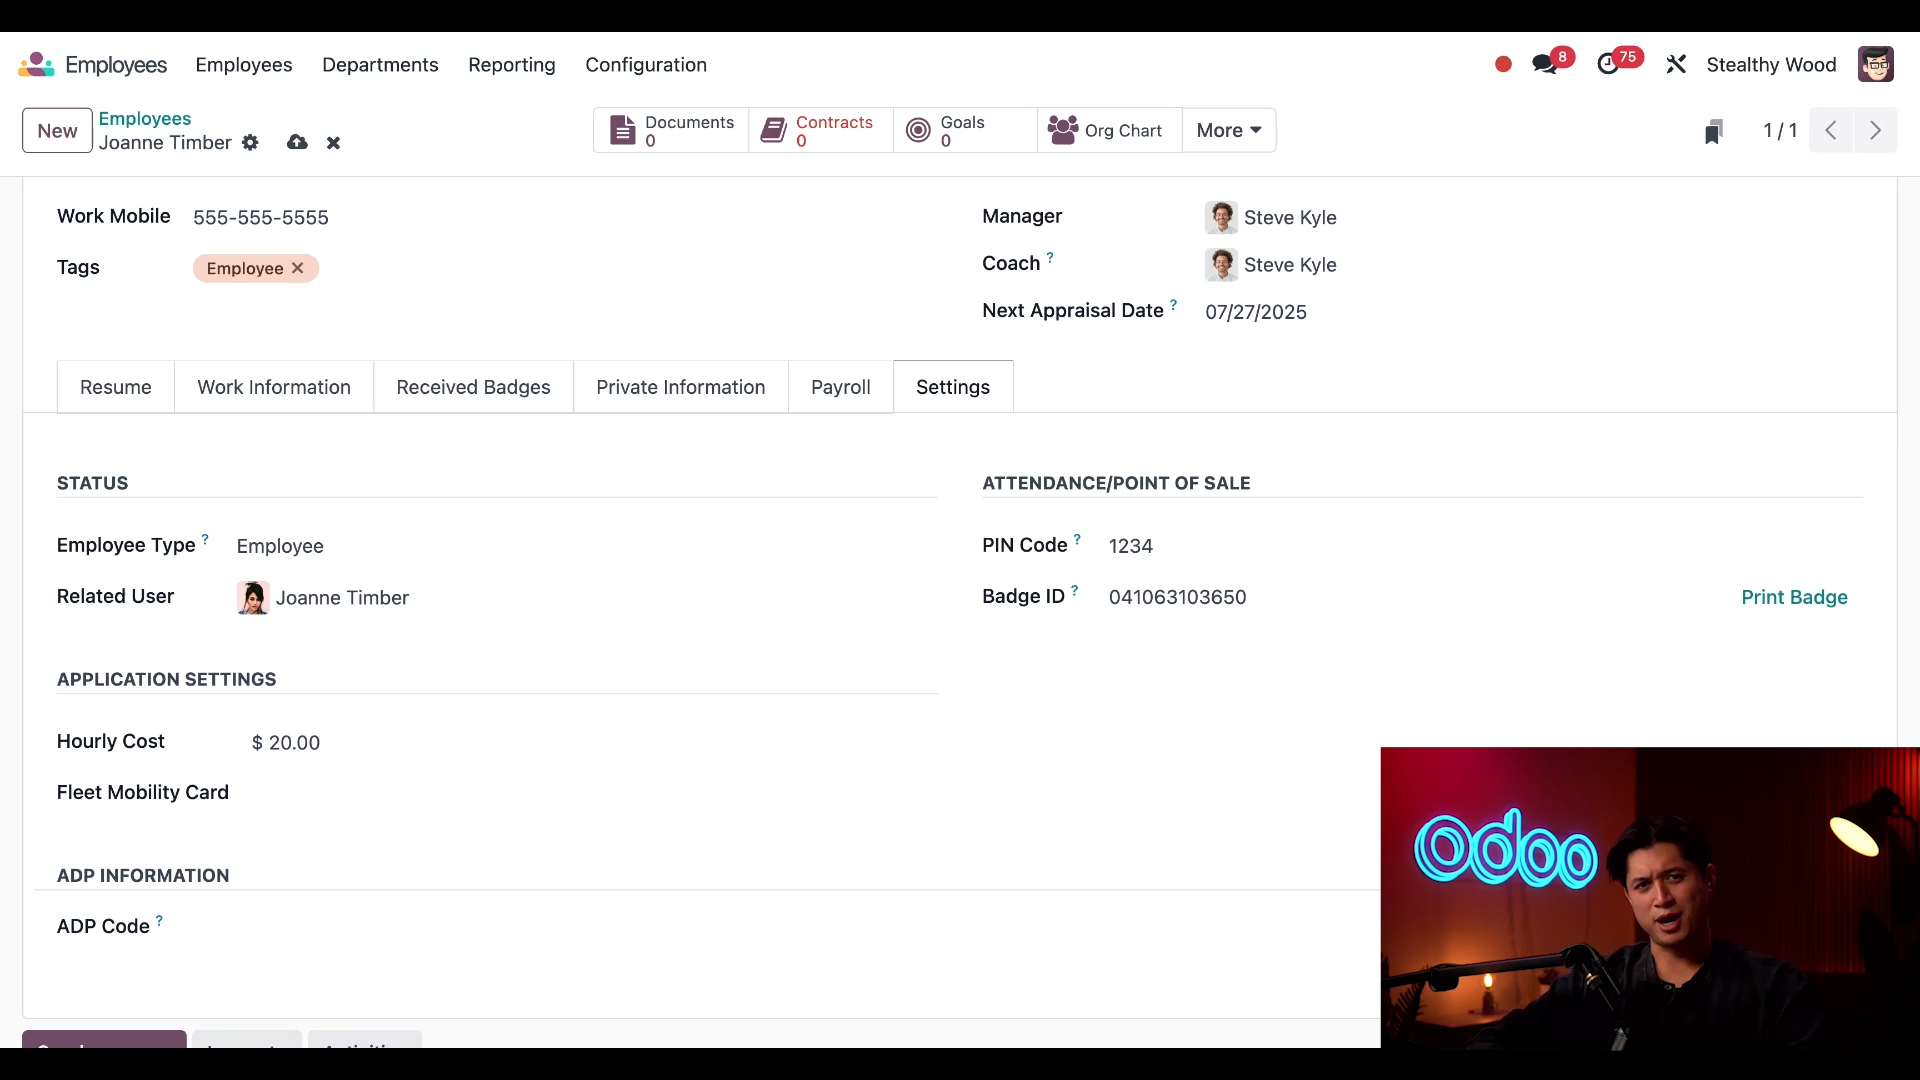 Employees Employees Departments Reporting Configuration 8 75 Stealthy Wood
New Employees Joanne Timber Documents 0 Contracts 0 Goals 0 Org Chart More 1 / 1
Work Mobile 555-555-5555
Tags Employee
Manager Steve Kyle
Coach ? Steve Kyle
Next Appraisal Date ? 07/27/2025
Resume Work Information Received Badges Private Information Payroll Settings
STATUS
Employee Type ? Employee
Related User Joanne Timber
ATTENDANCE/POINT OF SALE
PIN Code ? 1234
Badge ID ? 041063103650 Print Badge
APPLICATION SETTINGS
Hourly Cost $ 20.00
Fleet Mobility Card
ADP INFORMATION
ADP Code ?
odoo